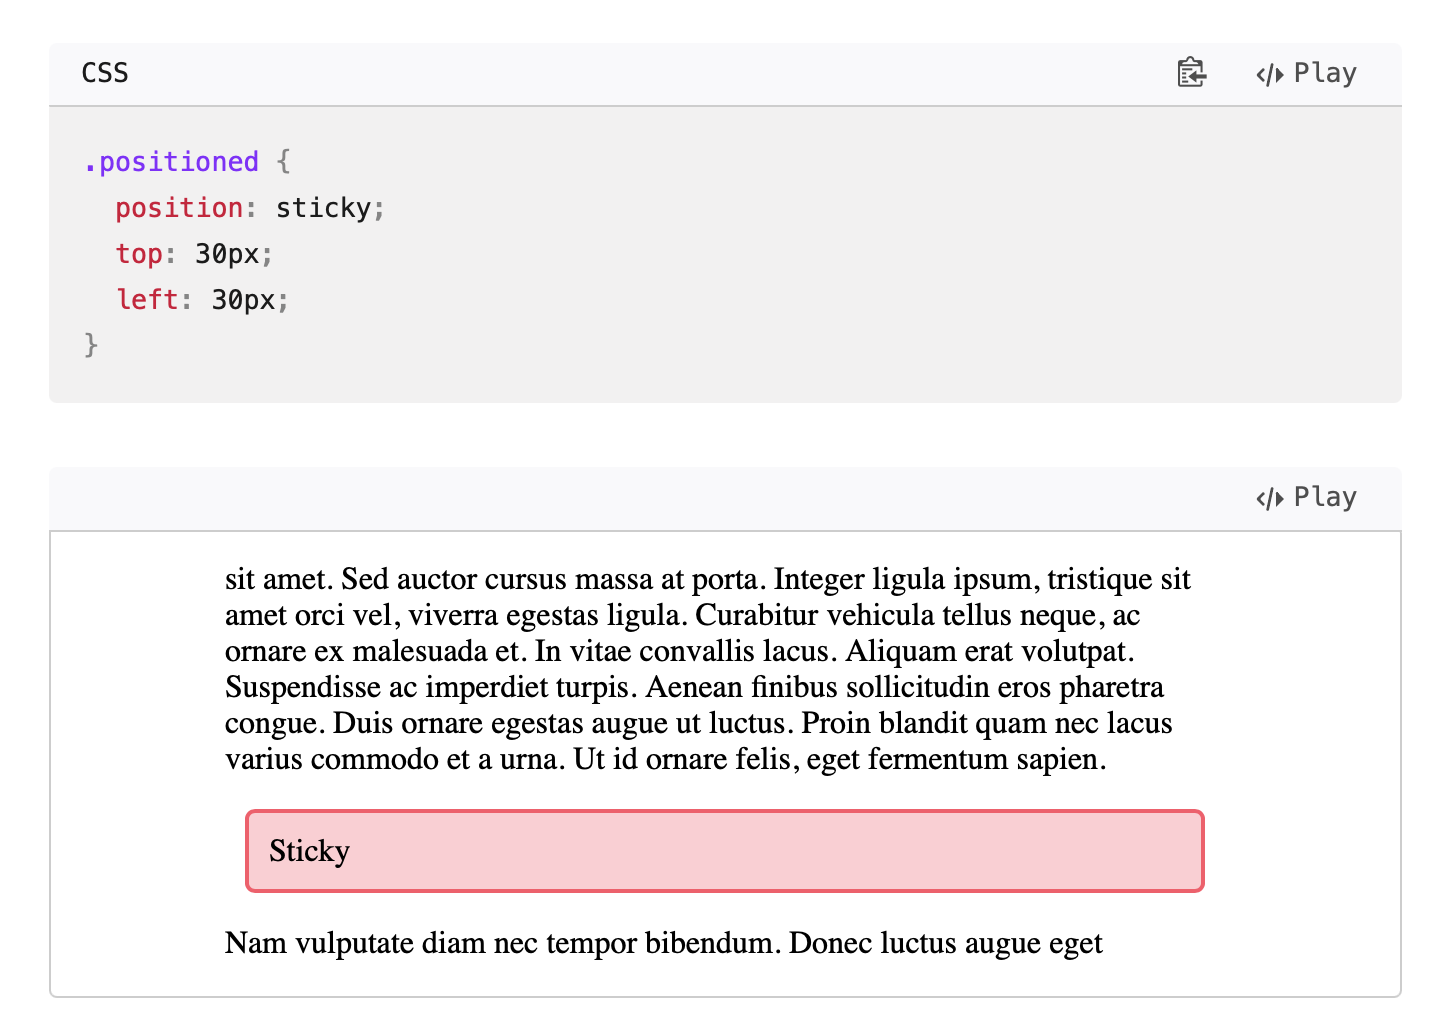 CSS
Play
.positioned {
position: sticky;
top: 30px;
left: 30px;
}
Play
sit amet. Sed auctor cursus massa at porta. Integer ligula ipsum, tristique sit
amet orci vel, viverra egestas ligula. Curabitur vehicula tellus neque, ac
ornare ex malesuada et. In vitae convallis lacus. Aliquam erat volutpat.
Suspendisse ac imperdiet turpis. Aenean finibus sollicitudin eros pharetra
congue. Duis ornare egestas augue ut luctus. Proin blandit quam nec lacus
varius commodo et a urna. Ut id ornare felis, eget fermentum sapien.
Sticky
Nam vulputate diam nec tempor bibendum. Donec luctus augue eget